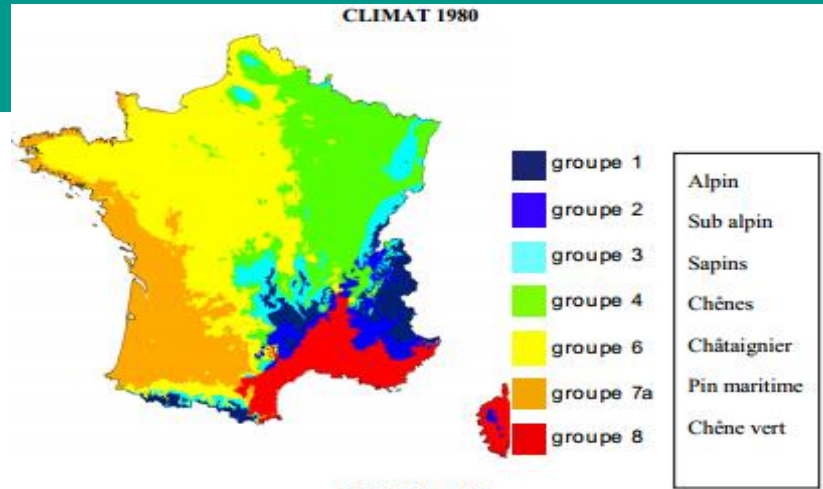 CLIMAT 1980
groupe 1
groupe 2
groupe 3
groupe 4
groupe 6
groupe 7a
groupe 8
Alpin
Sub alpin
Sapins
Chênes
Châtaignier
Pin maritime
Chêne vert